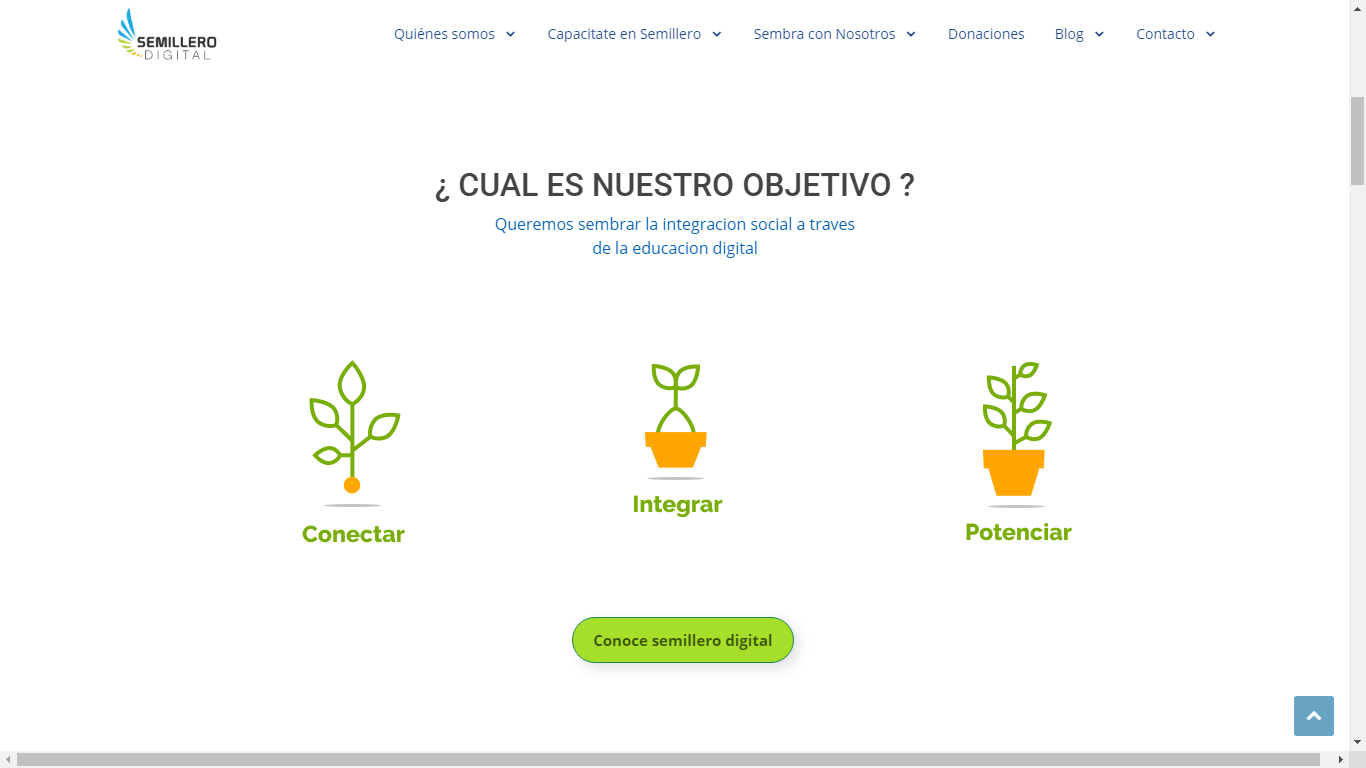 SEMILLERO
DIGITAL
Quiénes somos
Capacitate en Semillero
Sembra con Nosotros
Donaciones
Blog
Contacto
¿ CUAL ES NUESTRO OBJETIVO ?
Queremos sembrar la integracion social a traves
de la educacion digital
Conectar
Integrar
Potenciar
Conoce semillero digital